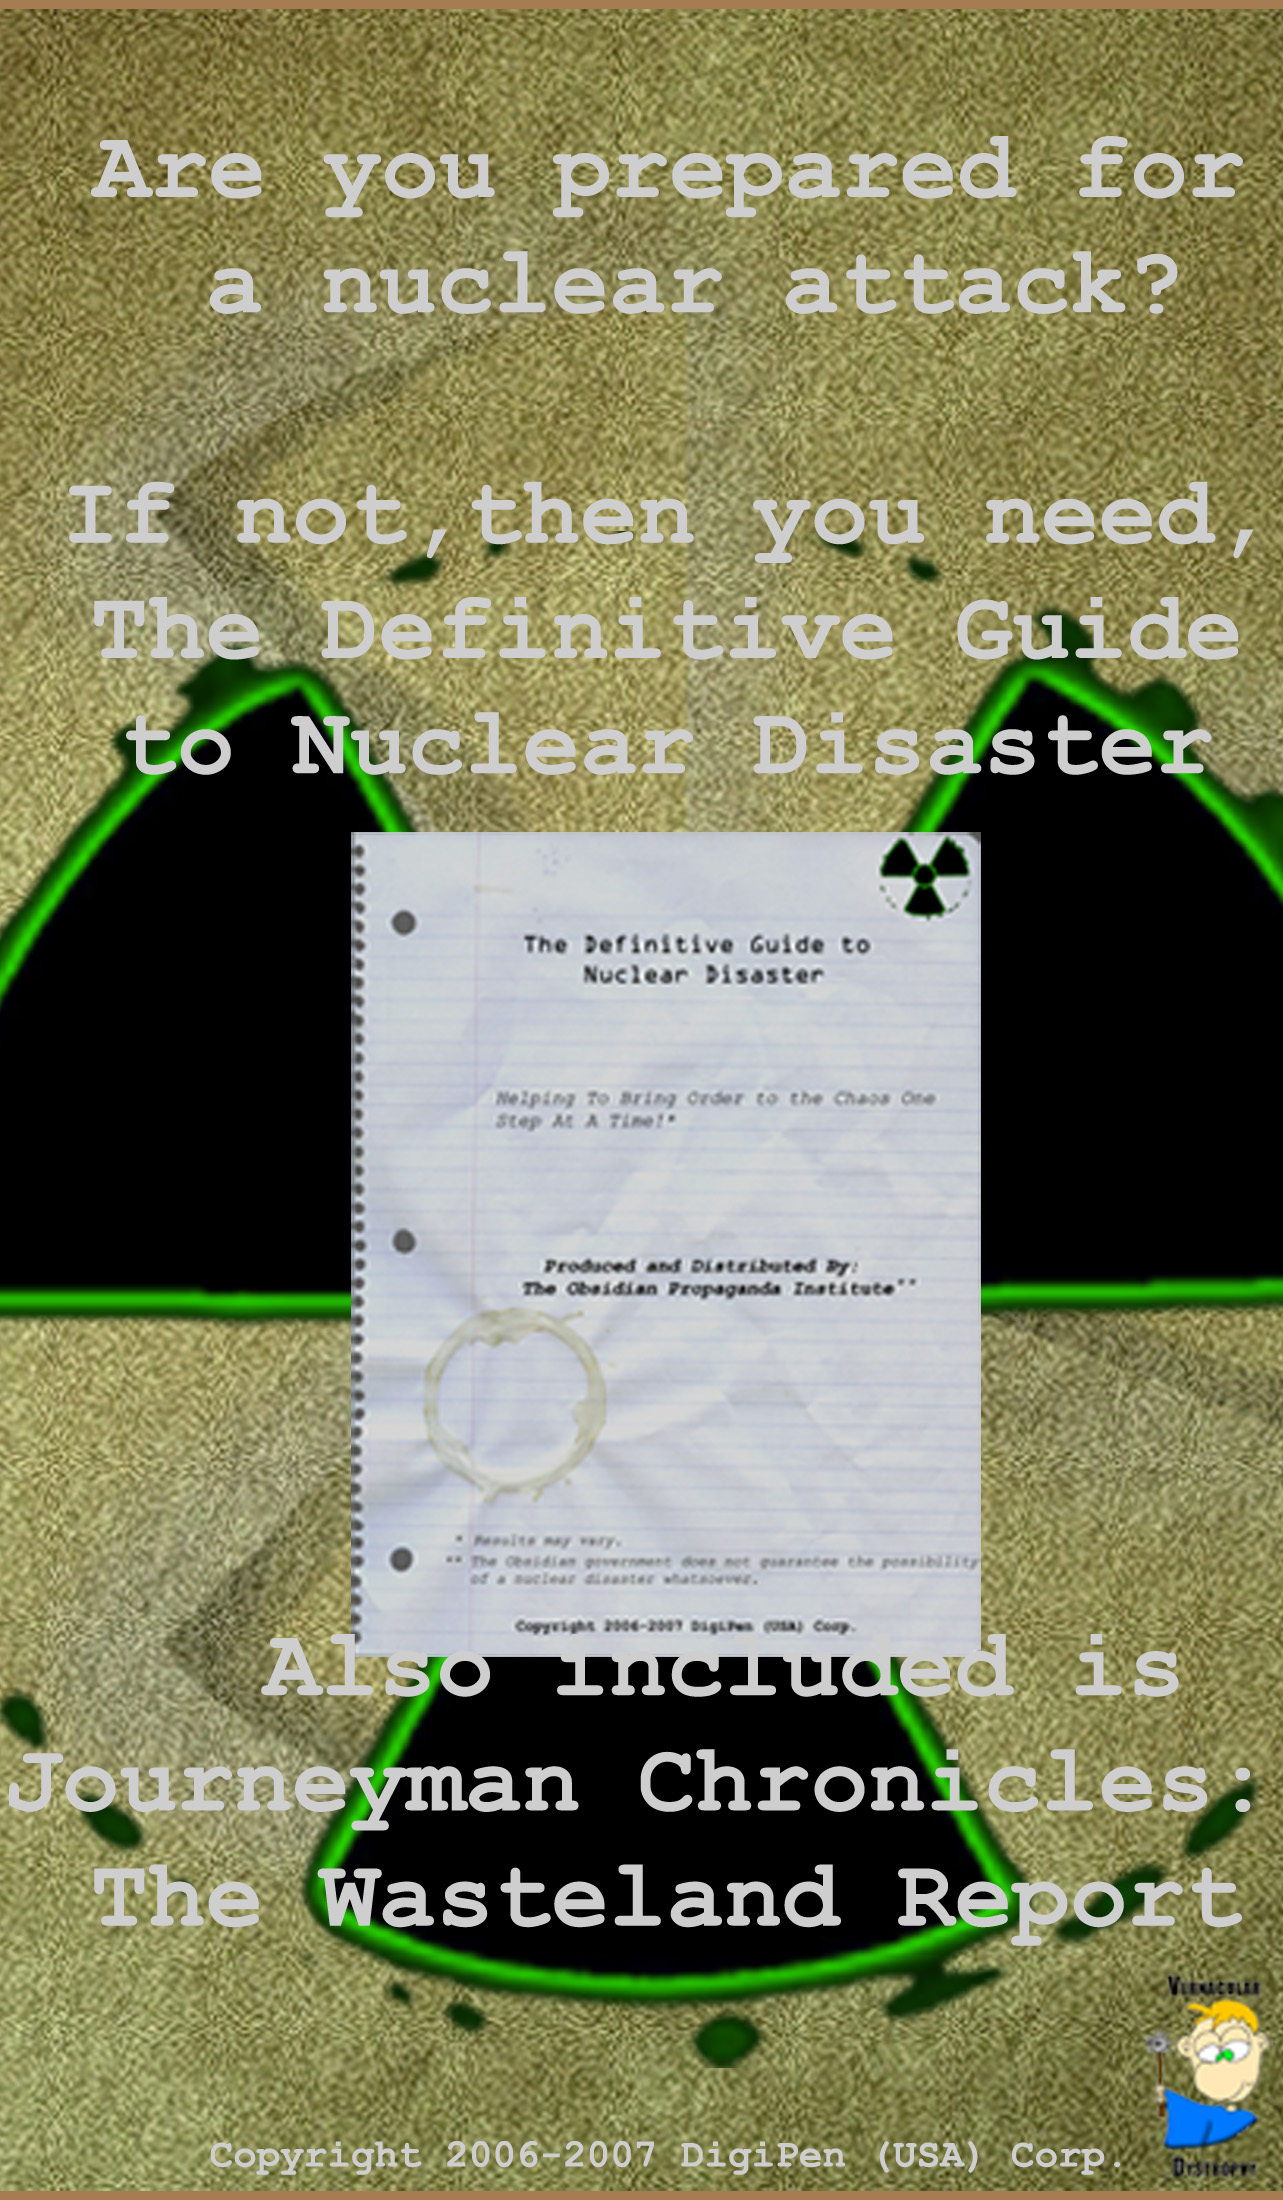 Are you prepared for
a nuclear attack?
If not,then you need,
The Definitive Guide
to Nuclear Disaster
The Definitive Guide to
Nuclear Disaster
Helping To Bring Order to the Chaos One
Step At A Time!*
Produced and Distributed By:
The Obsidian Propaganda Institute**
* Results may vary.
** The Obsidian government does not guarantee the possibility
of a nuclear disaster whatsoever.
Copyright 2006-2007 DigiPen (USA) Corp.
Also included is
Journeyman Chronicles:
The Wasteland Report
Vernacular
Dystrophy
Copyright 2006-2007 DigiPen (USA) Corp.